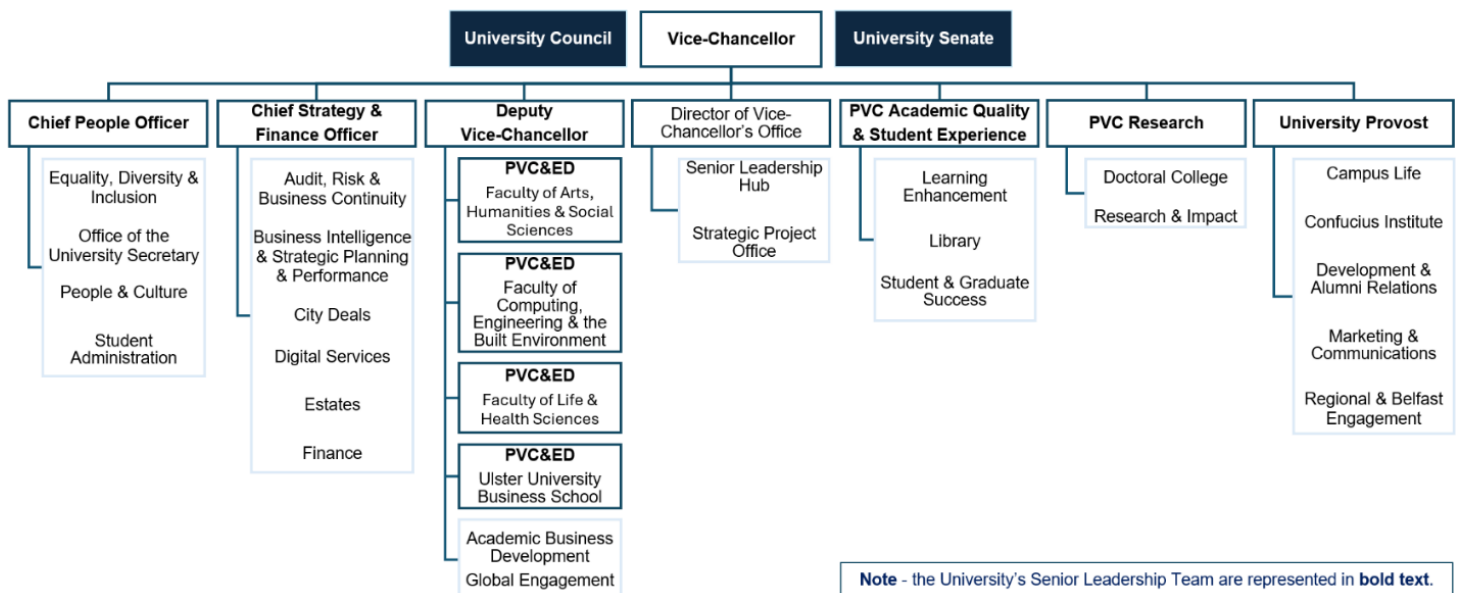 University Council
Vice-Chancellor
University Senate
Chief People Officer
Equality, Diversity &
Inclusion
Office of the
University Secretary
People & Culture
Student
Administration
Chief Strategy &
Finance Officer
Audit, Risk &
Business Continuity
Business Intelligence
& Strategic Planning
& Performance
City Deals
Digital Services
Estates
Finance
Deputy
Vice-Chancellor
PVC&ED
Faculty of Arts,
Humanities & Social
Sciences
PVC&ED
Faculty of
Computing,
Engineering & the
Built Environment
PVC&ED
Faculty of Life &
Health Sciences
PVC&ED
Ulster University
Business School
Academic Business
Development
Global Engagement
Director of Vice-
Chancellor's Office
Senior Leadership
Hub
Strategic Project
Office
PVC Academic Quality
& Student Experience
Learning
Enhancement
Library
Student & Graduate
Success
PVC Research
Doctoral College
Research & Impact
University Provost
Campus Life
Confucius Institute
Development &
Alumni Relations
Marketing &
Communications
Regional & Belfast
Engagement
Note - the University's Senior Leadership Team are represented in bold text.